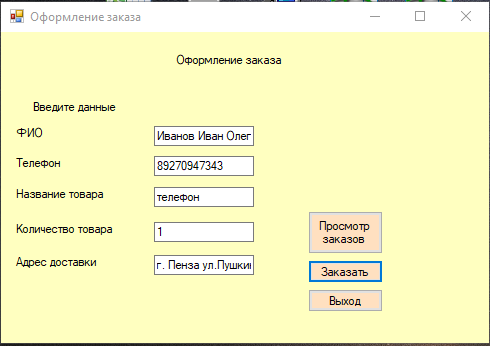 Оформление заказа
Оформление заказа
Введите данные
ФИО
Иванов Иван Олег
Телефон
89270947343
Название товара
телефон
Количество товара
1
Просмотр
заказов
Адрес доставки
г. Пенза ул.Пушкин
Заказать
Выход